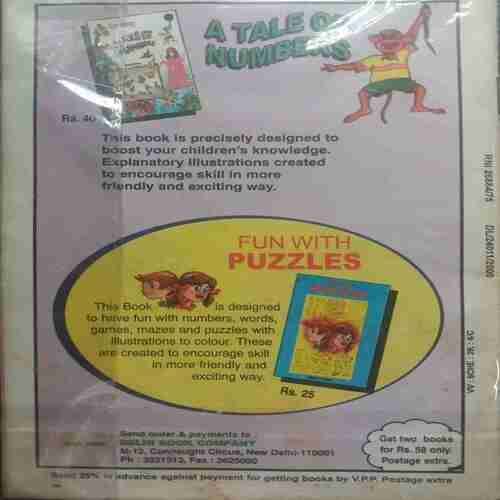 A TALE OF
NUMBERS
Rs. 40
This book is precisely designed to
boost your children's knowledge.
Explanatory illustrations created
to encourage skill in more
friendly and exciting way.
FUN WITH
PUZZLES
This Book is designed
to have fun with numbers, words,
games, mazes and puzzles with
illustrations to colour. These
are created to encourage skill
in more friendly and
exciting way.
Rs. 25
Send order & payments to :
BOOK COMPANY
M-12, Connaught Circus, New Delhi-110001
Get two books
for Rs. 58 only.
Postage extra.
Send 25% in advance against payment for getting books by V.P.P. Postage extra